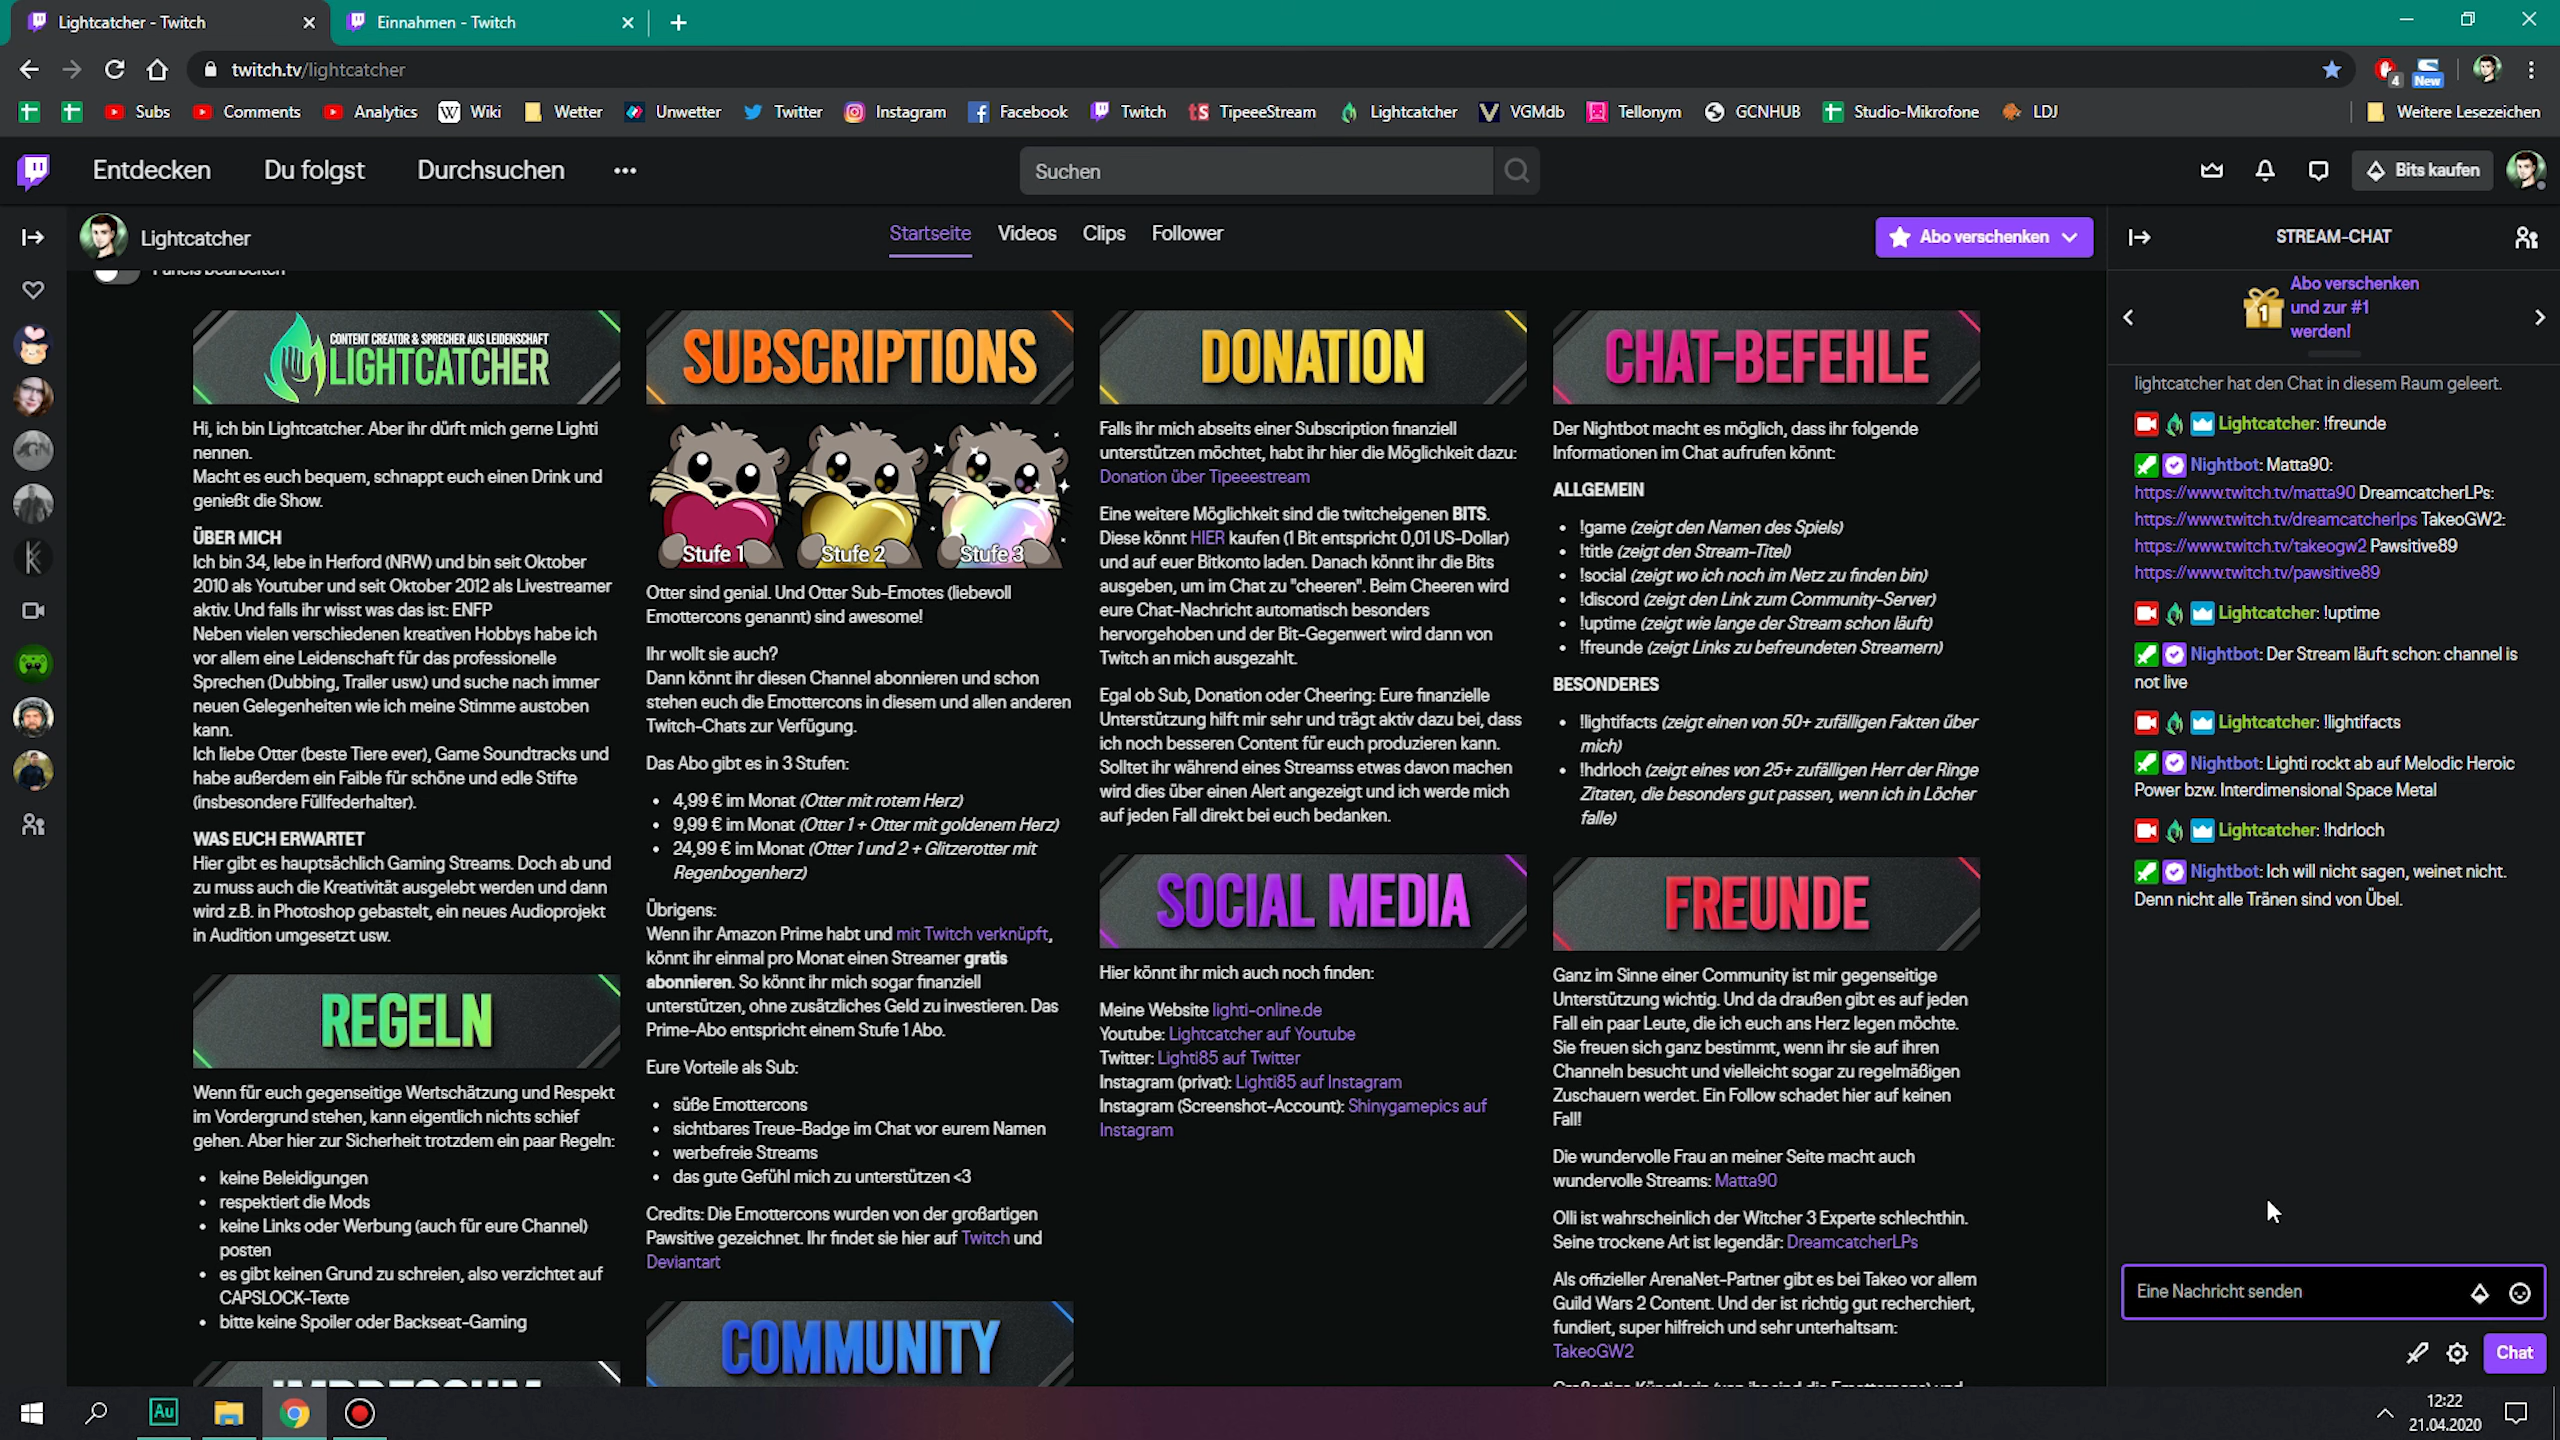 Lightcatcher - Twitch
Einnahmen - Twitch
twitch.tv/lightcatcher
4
New
Subs
Comments
Analytics
Wiki
Wetter
Unwetter
Twitter
Instagram
Facebook
Twitch
TipeeeStream
Lightcatcher
VGMdb
Tellonym
GCNHUB
Studio-Mikrofone
LDJ
Weitere Lesezeichen
Entdecken
Du folgst
Durchsuchen
Suchen
Bits kaufen
Lightcatcher
Startseite
Videos
Clips
Follower
Abo verschenken
Panels bearbeiten
CONTENT CREATOR & SPRECHER AUS LEIDENSCHAFT
LIGHTCATCHER
Hi, ich bin Lightcatcher. Aber ihr dürft mich gerne Lighti
nennen.
Macht es euch bequem, schnappt euch einen Drink und
genießt die Show.
ÜBER MICH
Ich bin 34, lebe in Herford (NRW) und bin seit Oktober
2010 als Youtuber und seit Oktober 2012 als Livestreamer
aktiv. Und falls ihr wisst was das ist: ENFP
Neben vielen verschiedenen kreativen Hobbys habe ich
vor allem eine Leidenschaft für das professionelle
Sprechen (Dubbing, Trailer usw.) und suche nach immer
neuen Gelegenheiten wie ich meine Stimme austoben
kann.
Ich liebe Otter (beste Tiere ever), Game Soundtracks und
habe außerdem ein Faible für schöne und edle Stifte
(insbesondere Füllfederhalter).
WAS EUCH ERWARTET
Hier gibt es hauptsächlich Gaming Streams. Doch ab und
zu muss auch die Kreativität ausgelebt werden und dann
wird z.B. in Photoshop gebastelt, ein neues Audioprojekt
in Audition umgesetzt usw.
REGELN
Wenn für euch gegenseitige Wertschätzung und Respekt
im Vordergrund stehen, kann eigentlich nichts schief
gehen. Aber hier zur Sicherheit trotzdem ein paar Regeln:
• keine Beleidigungen
• respektiert die Mods
• keine Links oder Werbung (auch für eure Channel)
posten
• es gibt keinen Grund zu schreien, also verzichtet auf
CAPSLOCK-Texte
• bitte keine Spoiler oder Backseat-Gaming
IMPRESSUM
SUBSCRIPTIONS
Stufe 1
Stufe 2
Stufe 3
Otter sind genial. Und Otter Sub-Emotes (liebevoll
Emottercons genannt) sind awesome!
Ihr wollt sie auch?
Dann könnt ihr diesen Channel abonnieren und schon
stehen euch die Emottercons in diesem und allen anderen
Twitch-Chats zur Verfügung.
Das Abo gibt es in 3 Stufen:
• 4,99 € im Monat (Otter mit rotem Herz)
• 9,99 € im Monat (Otter 1 + Otter mit goldenem Herz)
• 24,99 € im Monat (Otter 1 und 2 + Glitzerotter mit
Regenbogenherz)
Übrigens:
Wenn ihr Amazon Prime habt und mit Twitch verknüpft,
könnt ihr einmal pro Monat einen Streamer gratis
abonnieren. So könnt ihr mich sogar finanziell
unterstützen, ohne zusätzliches Geld zu investieren. Das
Prime-Abo entspricht einem Stufe 1 Abo.
Eure Vorteile als Sub:
• süße Emottercons
• sichtbares Treue-Badge im Chat vor eurem Namen
• werbefreie Streams
• das gute Gefühl mich zu unterstützen <3
Credits: Die Emottercons wurden von der großartigen
Pawsitive gezeichnet. Ihr findet sie hier auf Twitch und
Deviantart
COMMUNITY
DONATION
Falls ihr mich abseits einer Subscription finanziell
unterstützen möchtet, habt ihr hier die Möglichkeit dazu:
Donation über Tipeeestream
Eine weitere Möglichkeit sind die twitcheigenen BITS.
Diese könnt HIER kaufen (1 Bit entspricht 0,01 US-Dollar)
und auf euer Bitkonto laden. Danach könnt ihr die Bits
ausgeben, um im Chat zu "cheeren". Beim Cheeren wird
eure Chat-Nachricht automatisch besonders
hervorgehoben und der Bit-Gegenwert wird dann von
Twitch an mich ausgezahlt.
Egal ob Sub, Donation oder Cheering: Eure finanzielle
Unterstützung hilft mir sehr und trägt aktiv dazu bei, dass
ich noch besseren Content für euch produzieren kann.
Solltet ihr während eines Streamss etwas davon machen
wird dies über einen Alert angezeigt und ich werde mich
auf jeden Fall direkt bei euch bedanken.
SOCIAL MEDIA
Hier könnt ihr mich auch noch finden:
Meine Website lighti-online.de
Youtube: Lightcatcher auf Youtube
Twitter: Lighti85 auf Twitter
Instagram (privat): Lighti85 auf Instagram
Instagram (Screenshot-Account): Shinygamepics auf
Instagram
CHAT-BEFEHLE
Der Nightbot macht es möglich, dass ihr folgende
Informationen im Chat aufrufen könnt:
ALLGEMEIN
• !game (zeigt den Namen des Spiels)
• !title (zeigt den Stream-Titel)
• !social (zeigt wo ich noch im Netz zu finden bin)
• !discord (zeigt den Link zum Community-Server)
• !uptime (zeigt wie lange der Stream schon läuft)
• !freunde (zeigt Links zu befreundeten Streamern)
BESONDERES
• !lightifacts (zeigt einen von 50+ zufälligen Fakten über
mich)
• !hdrloch (zeigt eines von 25+ zufälligen Herr der Ringe
Zitaten, die besonders gut passen, wenn ich in Löcher
falle)
FREUNDE
Ganz im Sinne einer Community ist mir gegenseitige
Unterstützung wichtig. Und da draußen gibt es auf jeden
Fall ein paar Leute, die ich euch ans Herz legen möchte.
Sie freuen sich ganz bestimmt, wenn ihr sie auf ihren
Channeln besucht und vielleicht sogar zu regelmäßigen
Zuschauern werdet. Ein Follow schadet hier auf keinen
Fall!
Die wundervolle Frau an meiner Seite macht auch
wundervolle Streams: Matta90
Olli ist wahrscheinlich der Witcher 3 Experte schlechthin.
Seine trockene Art ist legendär: DreamcatcherLPs
Als offizieller ArenaNet-Partner gibt es bei Takeo vor allem
Guild Wars 2 Content. Und der ist richtig gut recherchiert,
fundiert, super hilfreich und sehr unterhaltsam:
TakeoGW2
Großartige Künstlerin (von ihr sind die Emottercons) und
STREAM-CHAT
1
Abo verschenken
und zur #1
werden!
lightcatcher hat den Chat in diesem Raum geleert.
Lightcatcher: !freunde
Nightbot: Matta90:
https://www.twitch.tv/matta90 DreamcatcherLPs:
https://www.twitch.tv/dreamcatcherlps TakeoGW2:
https://www.twitch.tv/takeogw2 Pawsitive89
https://www.twitch.tv/pawsitive89
Lightcatcher: !uptime
Nightbot: Der Stream läuft schon: channel is
not live
Lightcatcher: !lightifacts
Nightbot: Lighti rockt ab auf Melodic Heroic
Power bzw. Interdimensional Space Metal
Lightcatcher: !hdrloch
Nightbot: Ich will nicht sagen, weinet nicht.
Denn nicht alle Tränen sind von Übel.
Eine Nachricht senden
Chat
Au
12:22
21.04.2020